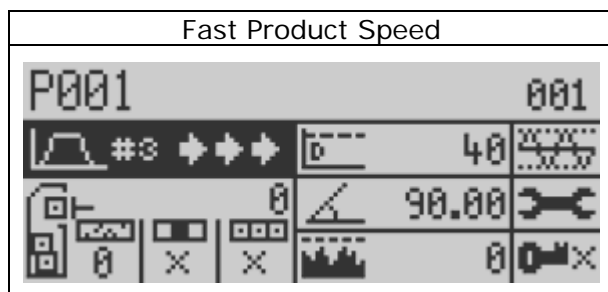 Fast Product Speed
P001 001
#3 D 40
0 90.00
0 × × 0 ×